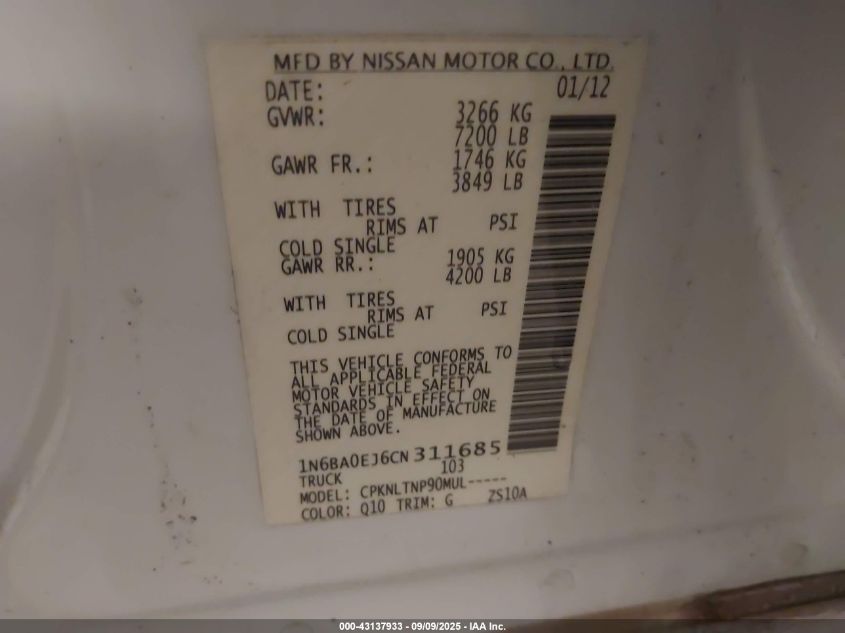 MFD BY NISSAN MOTOR CO., LTD.
DATE: 01/12
GVWR: 3266 KG
7200 LB
GAWR FR.: 1746 KG
3849 LB
WITH TIRES
RIMS AT PSI
COLD SINGLE
GAWR RR.: 1905 KG
4200 LB
WITH TIRES
RIMS AT PSI
COLD SINGLE
THIS VEHICLE CONFORMS TO
ALL APPLICABLE FEDERAL
MOTOR VEHICLE SAFETY
STANDARDS IN EFFECT ON
THE DATE OF MANUFACTURE
SHOWN ABOVE.
1N6BA0EJ6CN311685
TRUCK 103
MODEL: CPKNLTNP90MUL-----
COLOR: Q10 TRIM: G ZS10A
000-43137933 - 09/09/2025 - IAA Inc.